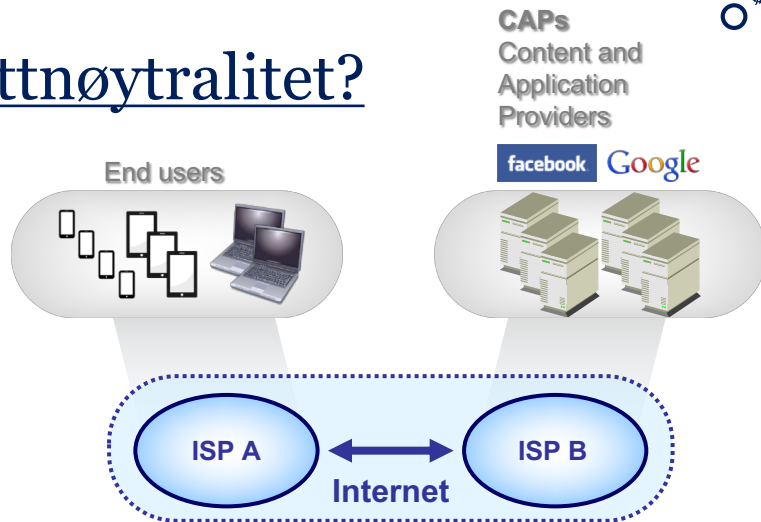 ttnøytralitet?
CAPs
Content and
Application
Providers
facebook Google
End users
ISP A
ISP B
Internet